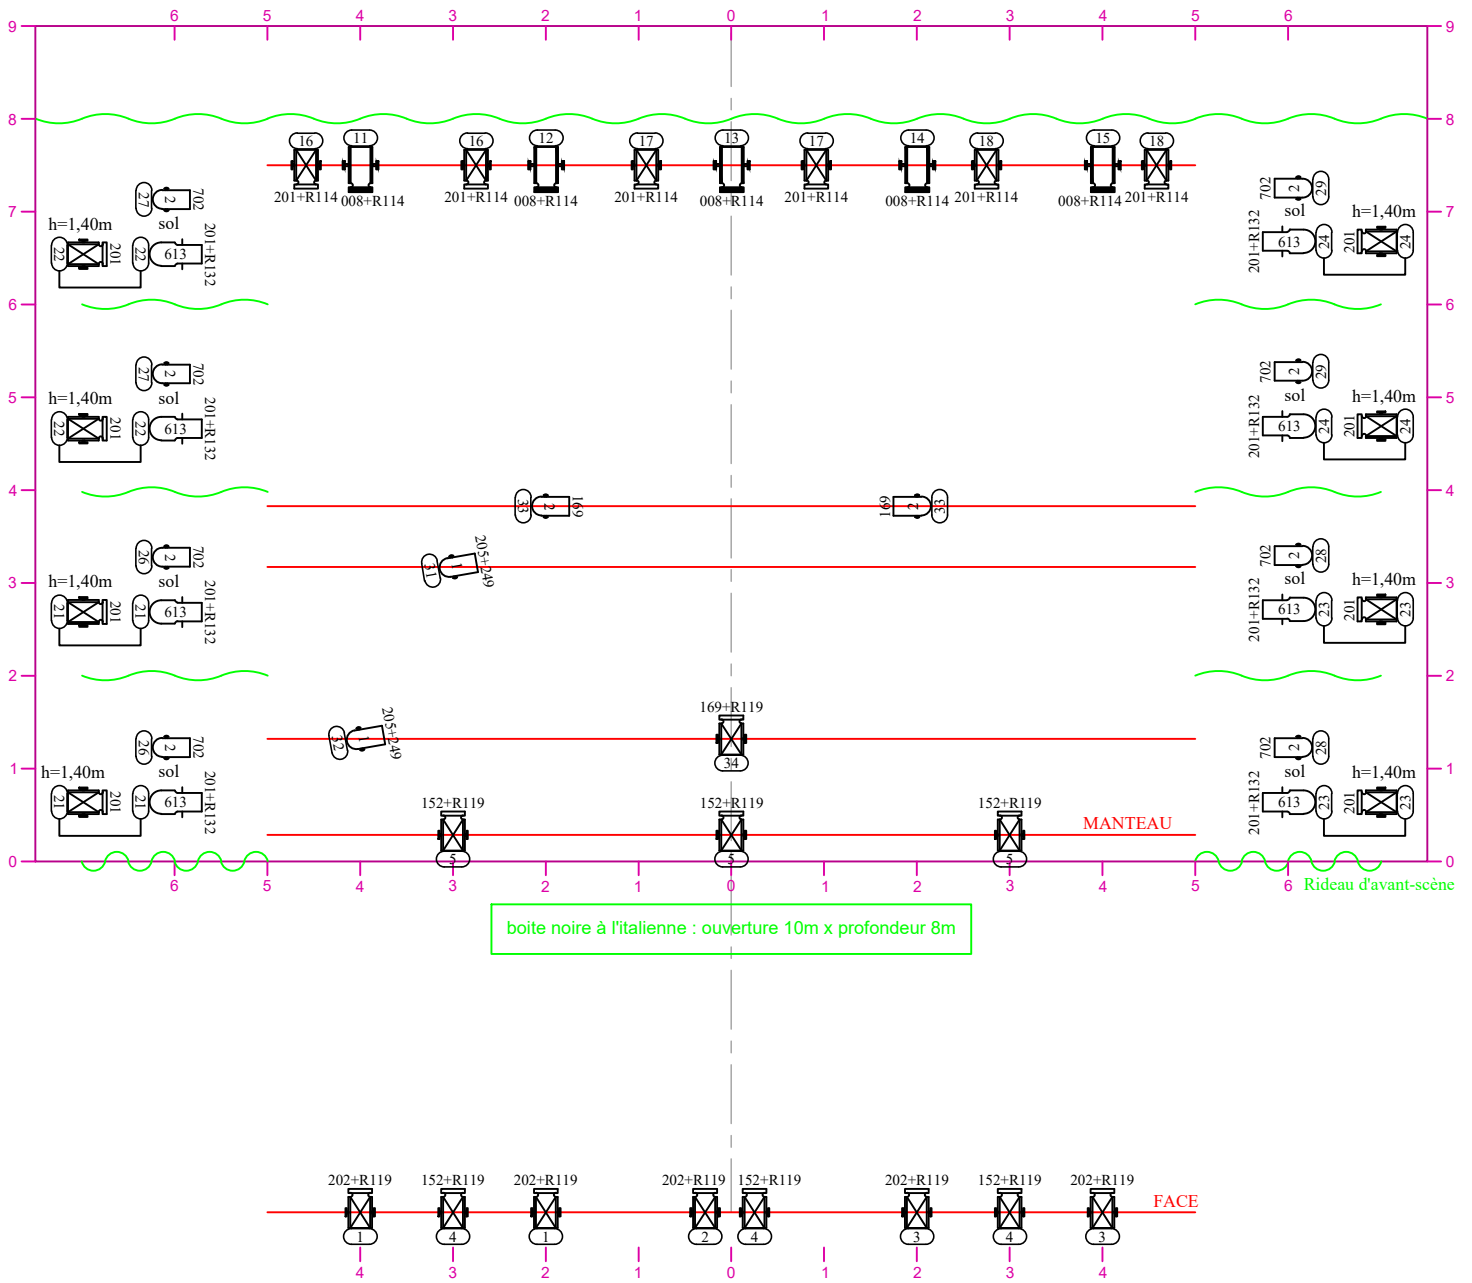 6 5 4 3 2 1 0 1 2 3 4 5 6
9 9
8 8
16 11 16 12 17 13 17 14 18 15 18
201+R114 008+R114 201+R114 008+R114 201+R114 008+R114 201+R114 008+R114 201+R114 008+R114 201+R114
27 2 702 702 2 29
7 7
sol sol
h=1,40m h=1,40m
22 201 22 613 201+R132 201+R132 613 24 201 24
6 6
27 2 702 702 2 29
5 5
sol sol
h=1,40m h=1,40m
22 201 22 613 201+R132 201+R132 613 24 201 24
4 4
33 2 169 169 2 33
26 2 702 31 1 205+249 702 2 28
sol sol
3 3
h=1,40m h=1,40m
21 201 21 613 201+R132 201+R132 613 23 201 23
2 2
169+R119
26 2 702 32 1 205+249 34 702 2 28
1 1
sol sol
h=1,40m h=1,40m
21 201 21 613 201+R132 201+R132 613 23 201 23
152+R119 152+R119 152+R119
MANTEAU
5 5 5
0 0
6 5 4 3 2 1 0 1 2 3 4 5 6
Rideau d'avant-scène
boite noire à l'italienne : ouverture 10m x profondeur 8m
202+R119 152+R119 202+R119 202+R119 152+R119 202+R119 152+R119 202+R119
FACE
1 4 1 2 4 3 4 3
4 3 2 1 0 1 2 3 4